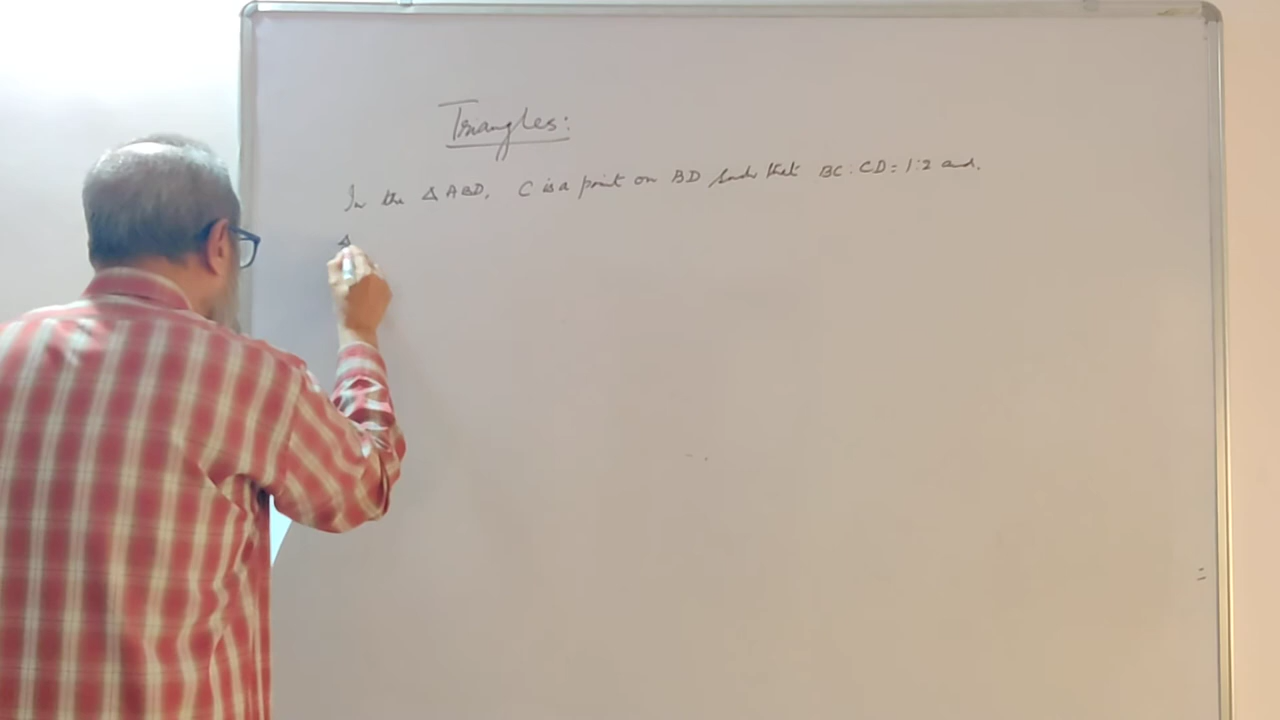 Triangles:
In the Δ ABD, C is a point on BD such that BC : CD = 1:2 and.
Δ